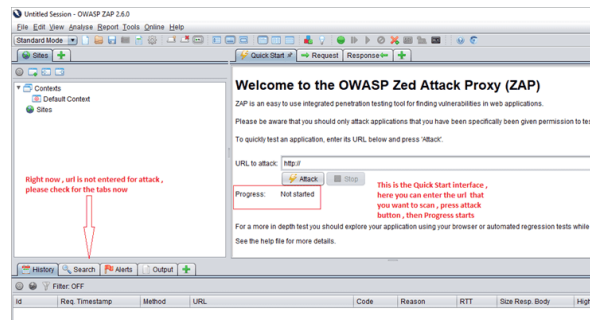 Untitled Session - OWASP ZAP 2.6.0
File Edit View Analyse Report Tools Online Help
Standard Mode
Sites
Quick Start
Request
Response
Contexts
Default Context
Sites
Welcome to the OWASP Zed Attack Proxy (ZAP)
ZAP is an easy to use integrated penetration testing tool for finding vulnerabilities in web applications.
Please be aware that you should only attack applications that you have been specifically been given permission to
To quickly test an application, enter its URL below and press 'Attack'.
URL to attack: http://
Attack
Stop
Progress: Not started
Right now , url is not entered for attack ,
please check for the tabs now
This is the Quick Start interface ,
here you can enter the url that
you want to scan , press attack
button , then Progress starts
For a more in depth test you should explore your application using your browser or automated regression tests while
See the help file for more details.
History
Search
Alerts
Output
Filter: OFF
Id Req. Timestamp Method URL Code Reason RTT Size Resp. Body